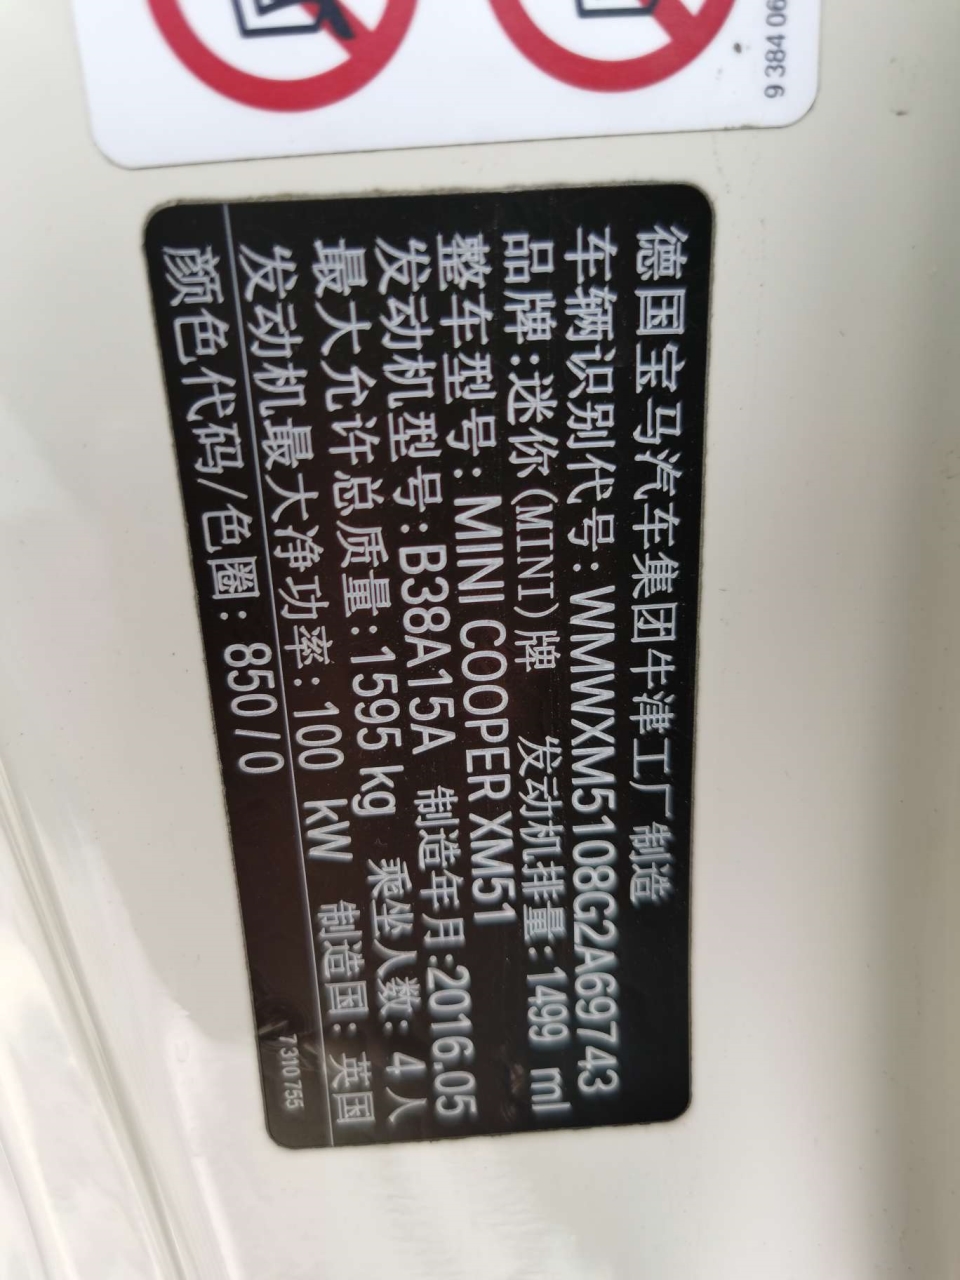 9 384 06
德国宝马汽车集团牛津工厂制造
车辆识别代号:WMWXM5108G2A69743
品牌:迷你(MINI)牌 发动机排量:1499 ml
整车型号:MINI COOPER XM51
发动机型号:B38A15A 制造年月:2016.05
最大允许总质量:1595 kg 乘坐人数:4人
发动机最大净功率:100 kW 制造国:英国
颜色代码/色圈:850/0
7310755